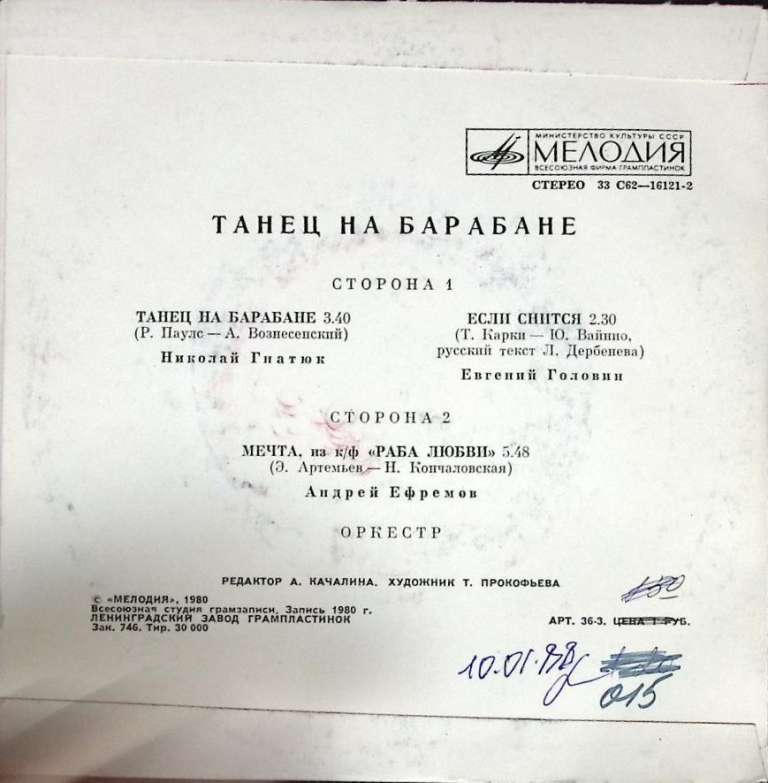 МИНИСТЕРСТВО КУЛЬТУРЫ СССР
МЕЛОДИЯ
ВСЕСОЮЗНАЯ ФИРМА ГРАМПЛАСТИНОК
СТЕРЕО 33 С62—16121-2
ТАНЕЦ НА БАРАБАНЕ
СТОРОНА 1
ТАНЕЦ НА БАРАБАНЕ 3.40
(Р. Паулс — А. Вознесенский)
Николай Гнатюк
ЕСЛИ СНИТСЯ 2.30
(Т. Карки — Ю. Вайнио,
русский текст Л. Дербенева)
Евгений Головин
СТОРОНА 2
МЕЧТА, из к/ф «РАБА ЛЮБВИ» 5.48
(Э. Артемьев — Н. Кончаловская)
Андрей Ефремов
ОРКЕСТР
РЕДАКТОР А. КАЧАЛИНА. ХУДОЖНИК Т. ПРОКОФЬЕВА
© «МЕЛОДИЯ», 1980
Всесоюзная студия грамзаписи. Запись 1980 г.
ЛЕНИНГРАДСКИЙ ЗАВОД ГРАМПЛАСТИНОК
Зак. 746. Тир. 30 000
АРТ. 36-3. ЦЕНА 1 РУБ.
10.01.88
015